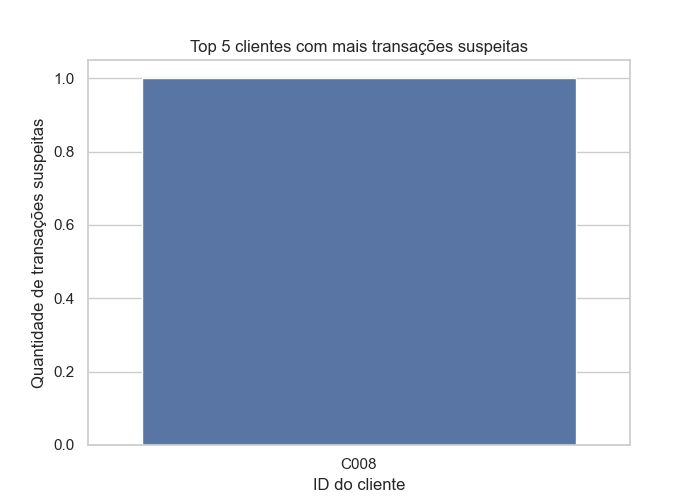 Top 5 clientes com mais transações suspeitas
Quantidade de transações suspeitas
1.0
0.8
0.6
0.4
0.2
0.0
C008
ID do cliente